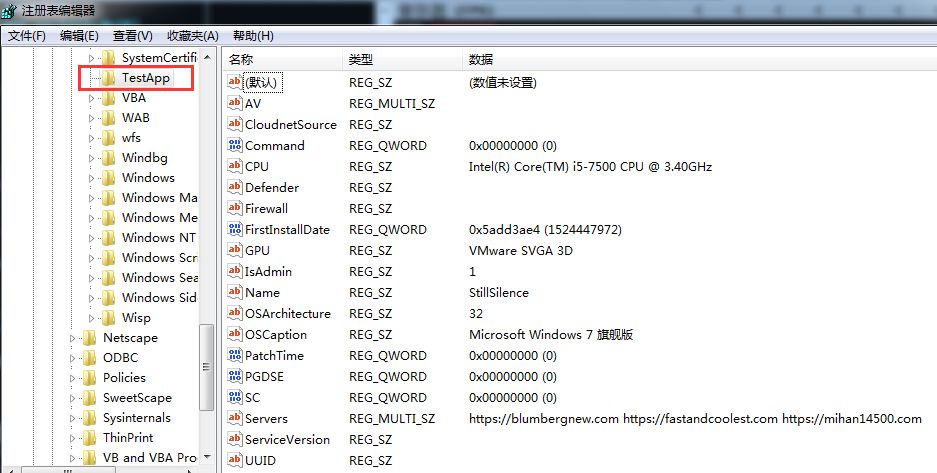 注册表编辑器
文件(F) 编辑(E) 查看(V) 收藏夹(A) 帮助(H)
SystemCertifi
TestApp
VBA
WAB
wfs
Windbg
Windows
Windows Ma
Windows Me
Windows NT
Windows Scri
Windows Sea
Windows Sid
Wisp
Netscape
ODBC
Policies
SweetScape
Sysinternals
ThinPrint
VB and VBA Pro
名称 类型 数据
(默认) REG_SZ (数值未设置)
AV REG_MULTI_SZ
CloudnetSource REG_SZ
Command REG_QWORD 0x00000000 (0)
CPU REG_SZ Intel(R) Core(TM) i5-7500 CPU @ 3.40GHz
Defender REG_SZ
Firewall REG_SZ
FirstInstallDate REG_QWORD 0x5add3ae4 (1524447972)
GPU REG_SZ VMware SVGA 3D
IsAdmin REG_SZ 1
Name REG_SZ StillSilence
OSArchitecture REG_SZ 32
OSCaption REG_SZ Microsoft Windows 7 旗舰版
PatchTime REG_QWORD 0x00000000 (0)
PGDSE REG_QWORD 0x00000000 (0)
SC REG_QWORD 0x00000000 (0)
Servers REG_MULTI_SZ https://blumbergnew.com https://fastandcoolest.com https://mihan14500.com
ServiceVersion REG_SZ
UUID REG_SZ